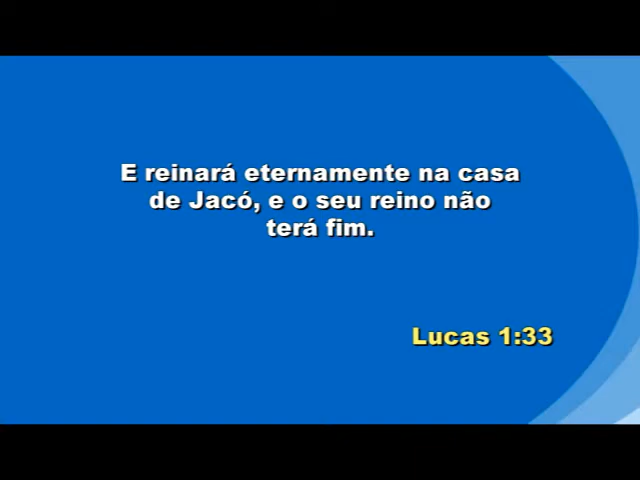 E reinará eternamente na casa
de Jacó, e o seu reino não
terá fim.
Lucas 1:33